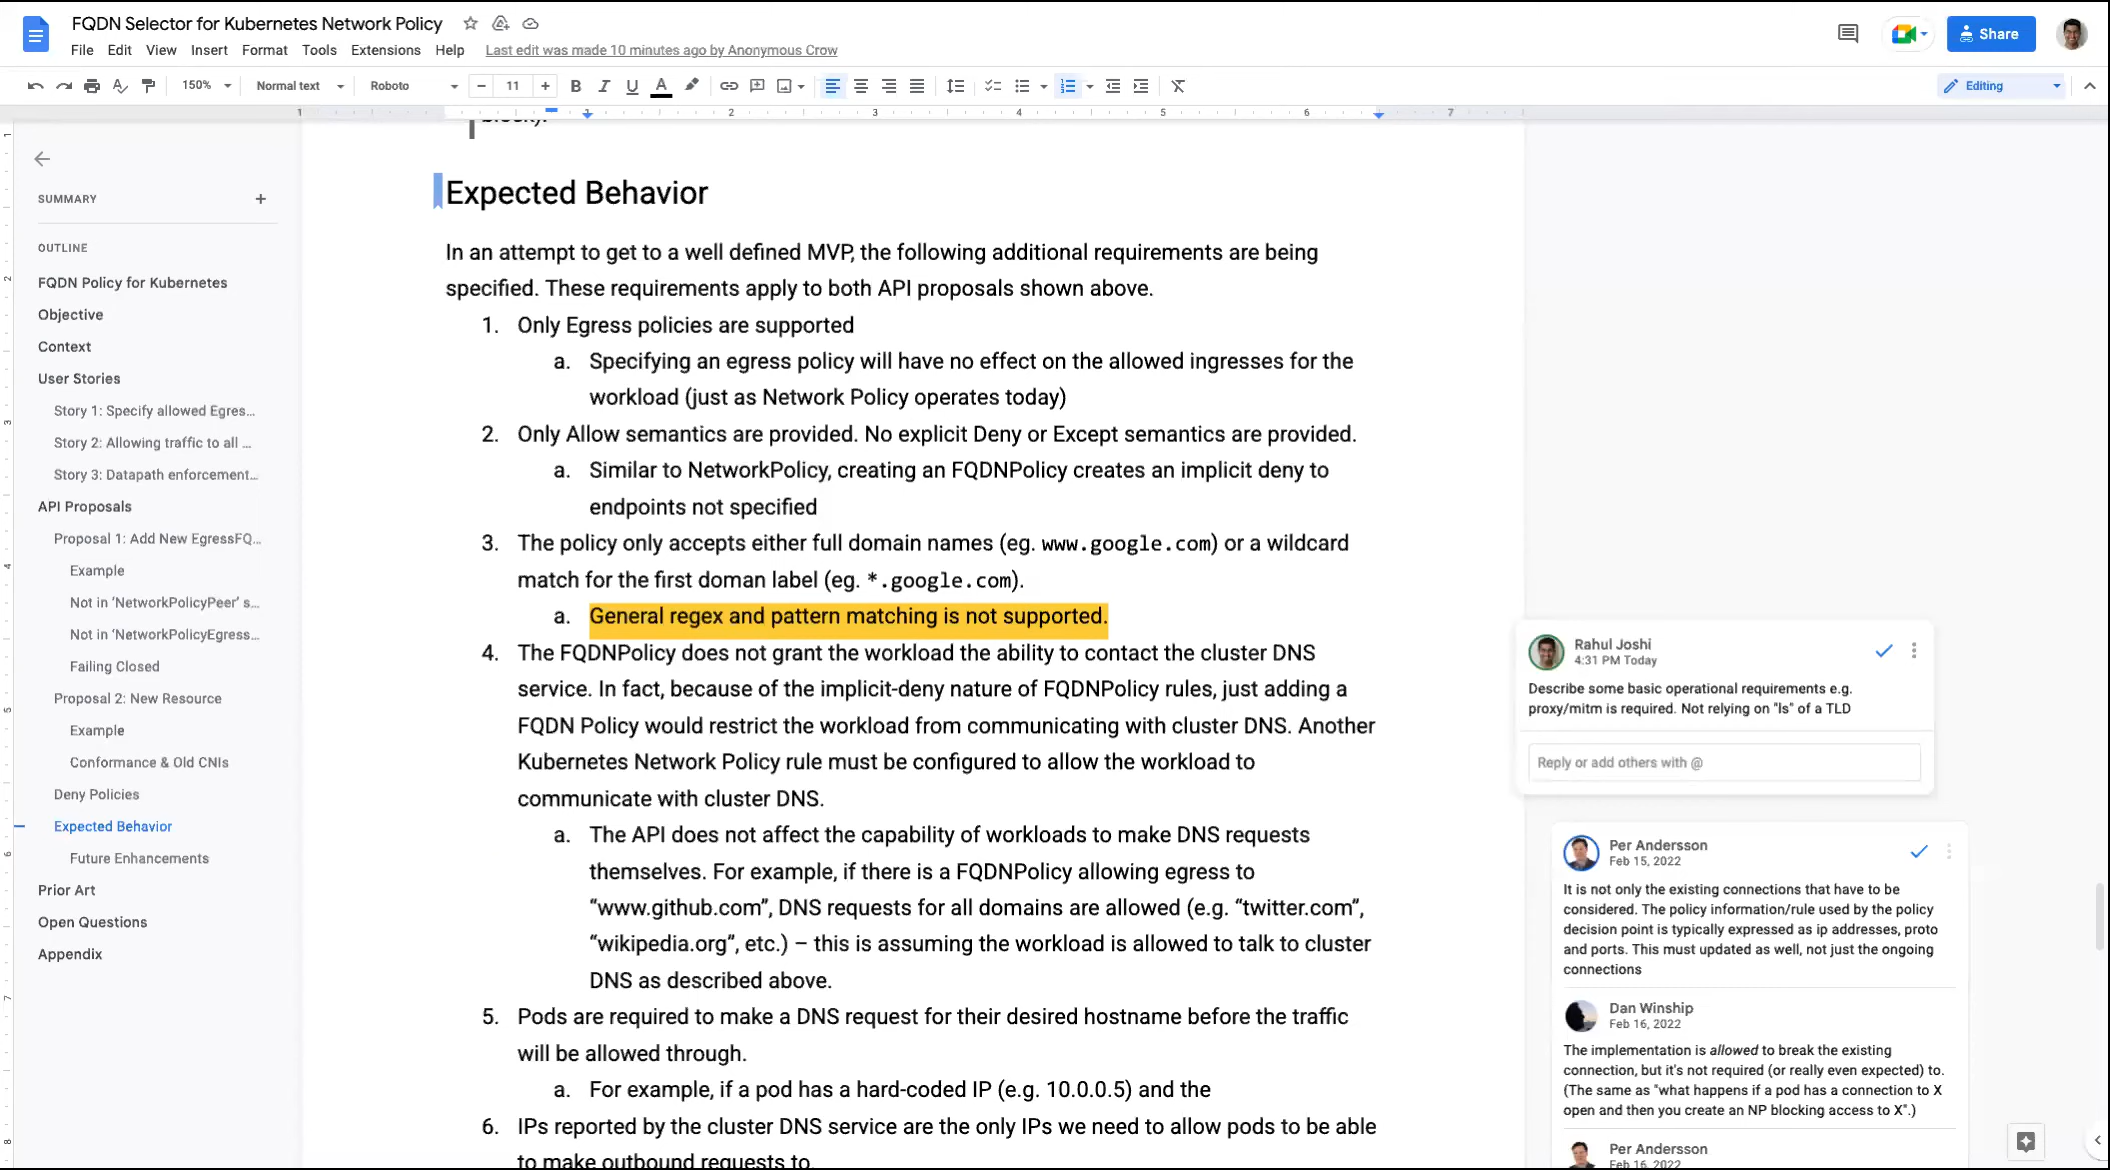 FQDN Selector for Kubernetes Network Policy
File Edit View Insert Format Tools Extensions Help Last edit was made 10 minutes ago by Anonymous Crow
Share
150% Normal text Roboto − 11 + B I U A
Editing
1 1 2 3 4 5 6 7
SUMMARY
OUTLINE
FQDN Policy for Kubernetes
Objective
Context
User Stories
Story 1: Specify allowed Egres...
Story 2: Allowing traffic to all ...
Story 3: Datapath enforcement...
API Proposals
Proposal 1: Add New EgressFQ...
Example
Not in ‘NetworkPolicyPeer’ s...
Not in ‘NetworkPolicyEgress...
Failing Closed
Proposal 2: New Resource
Example
Conformance & Old CNIs
Deny Policies
Expected Behavior
Future Enhancements
Prior Art
Open Questions
Appendix
Expected Behavior
In an attempt to get to a well defined MVP, the following additional requirements are being
specified. These requirements apply to both API proposals shown above.
1. Only Egress policies are supported
a. Specifying an egress policy will have no effect on the allowed ingresses for the
workload (just as Network Policy operates today)
2. Only Allow semantics are provided. No explicit Deny or Except semantics are provided.
a. Similar to NetworkPolicy, creating an FQDNPolicy creates an implicit deny to
endpoints not specified
3. The policy only accepts either full domain names (eg. www.google.com) or a wildcard
match for the first doman label (eg. *.google.com).
a. General regex and pattern matching is not supported.
4. The FQDNPolicy does not grant the workload the ability to contact the cluster DNS
service. In fact, because of the implicit-deny nature of FQDNPolicy rules, just adding a
FQDN Policy would restrict the workload from communicating with cluster DNS. Another
Kubernetes Network Policy rule must be configured to allow the workload to
communicate with cluster DNS.
a. The API does not affect the capability of workloads to make DNS requests
themselves. For example, if there is a FQDNPolicy allowing egress to
“www.github.com”, DNS requests for all domains are allowed (e.g. “twitter.com”,
“wikipedia.org”, etc.) – this is assuming the workload is allowed to talk to cluster
DNS as described above.
5. Pods are required to make a DNS request for their desired hostname before the traffic
will be allowed through.
a. For example, if a pod has a hard-coded IP (e.g. 10.0.0.5) and the
6. IPs reported by the cluster DNS service are the only IPs we need to allow pods to be able
to make outbound requests to.
Rahul Joshi
4:31 PM Today
Describe some basic operational requirements e.g.
proxy/mitm is required. Not relying on "ls" of a TLD
Reply or add others with @
Per Andersson
Feb 15, 2022
It is not only the existing connections that have to be
considered. The policy information/rule used by the policy
decision point is typically expressed as ip addresses, proto
and ports. This must updated as well, not just the ongoing
connections
Dan Winship
Feb 16, 2022
The implementation is allowed to break the existing
connection, but it's not required (or really even expected) to.
(The same as "what happens if a pod has a connection to X
open and then you create an NP blocking access to X".)
Per Andersson
Feb 16, 2022